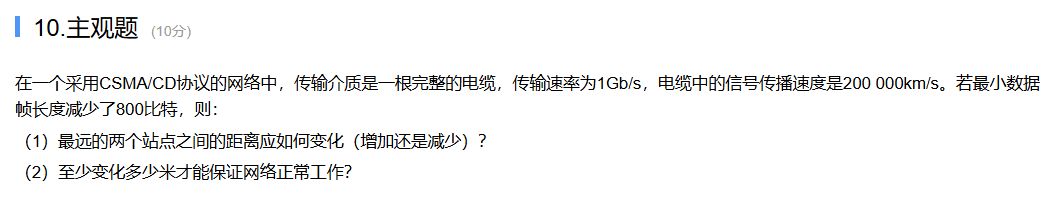 10.主观题 (10分)
在一个采用CSMA/CD协议的网络中，传输介质是一根完整的电缆，传输速率为1Gb/s，电缆中的信号传播速度是200 000km/s。若最小数据
帧长度减少了800比特，则：
（1）最远的两个站点之间的距离应如何变化（增加还是减少）？
（2）至少变化多少米才能保证网络正常工作？